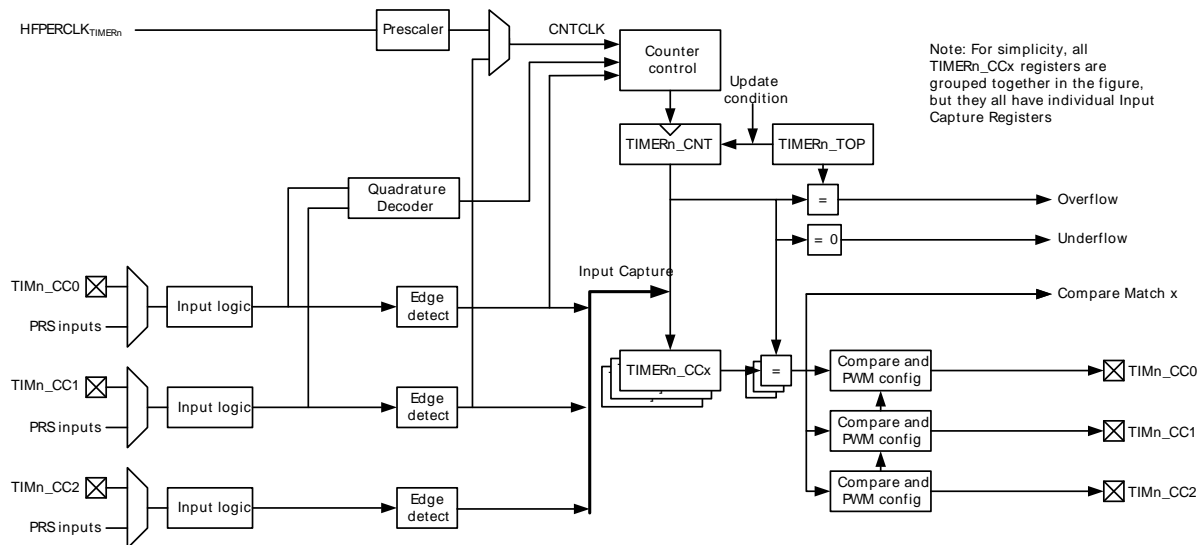 HFPERCLKTIMERn
Prescaler
CNTCLK
Counter
control
Note: For simplicity, all
TIMERn_CCx registers are
grouped together in the figure,
but they all have individual Input
Capture Registers
Update
condition
TIMERn_CNT
TIMERn_TOP
Quadrature
Decoder
=
Overflow
= 0
Underflow
Input Capture
TIMn_CC0
PRS inputs
Input logic
Edge
detect
Compare Match x
TIMERn_CCx
=
Compare and
PWM config
TIMn_CC0
TIMn_CC1
PRS inputs
Input logic
Edge
detect
Compare and
PWM config
TIMn_CC1
TIMn_CC2
PRS inputs
Input logic
Edge
detect
Compare and
PWM config
TIMn_CC2